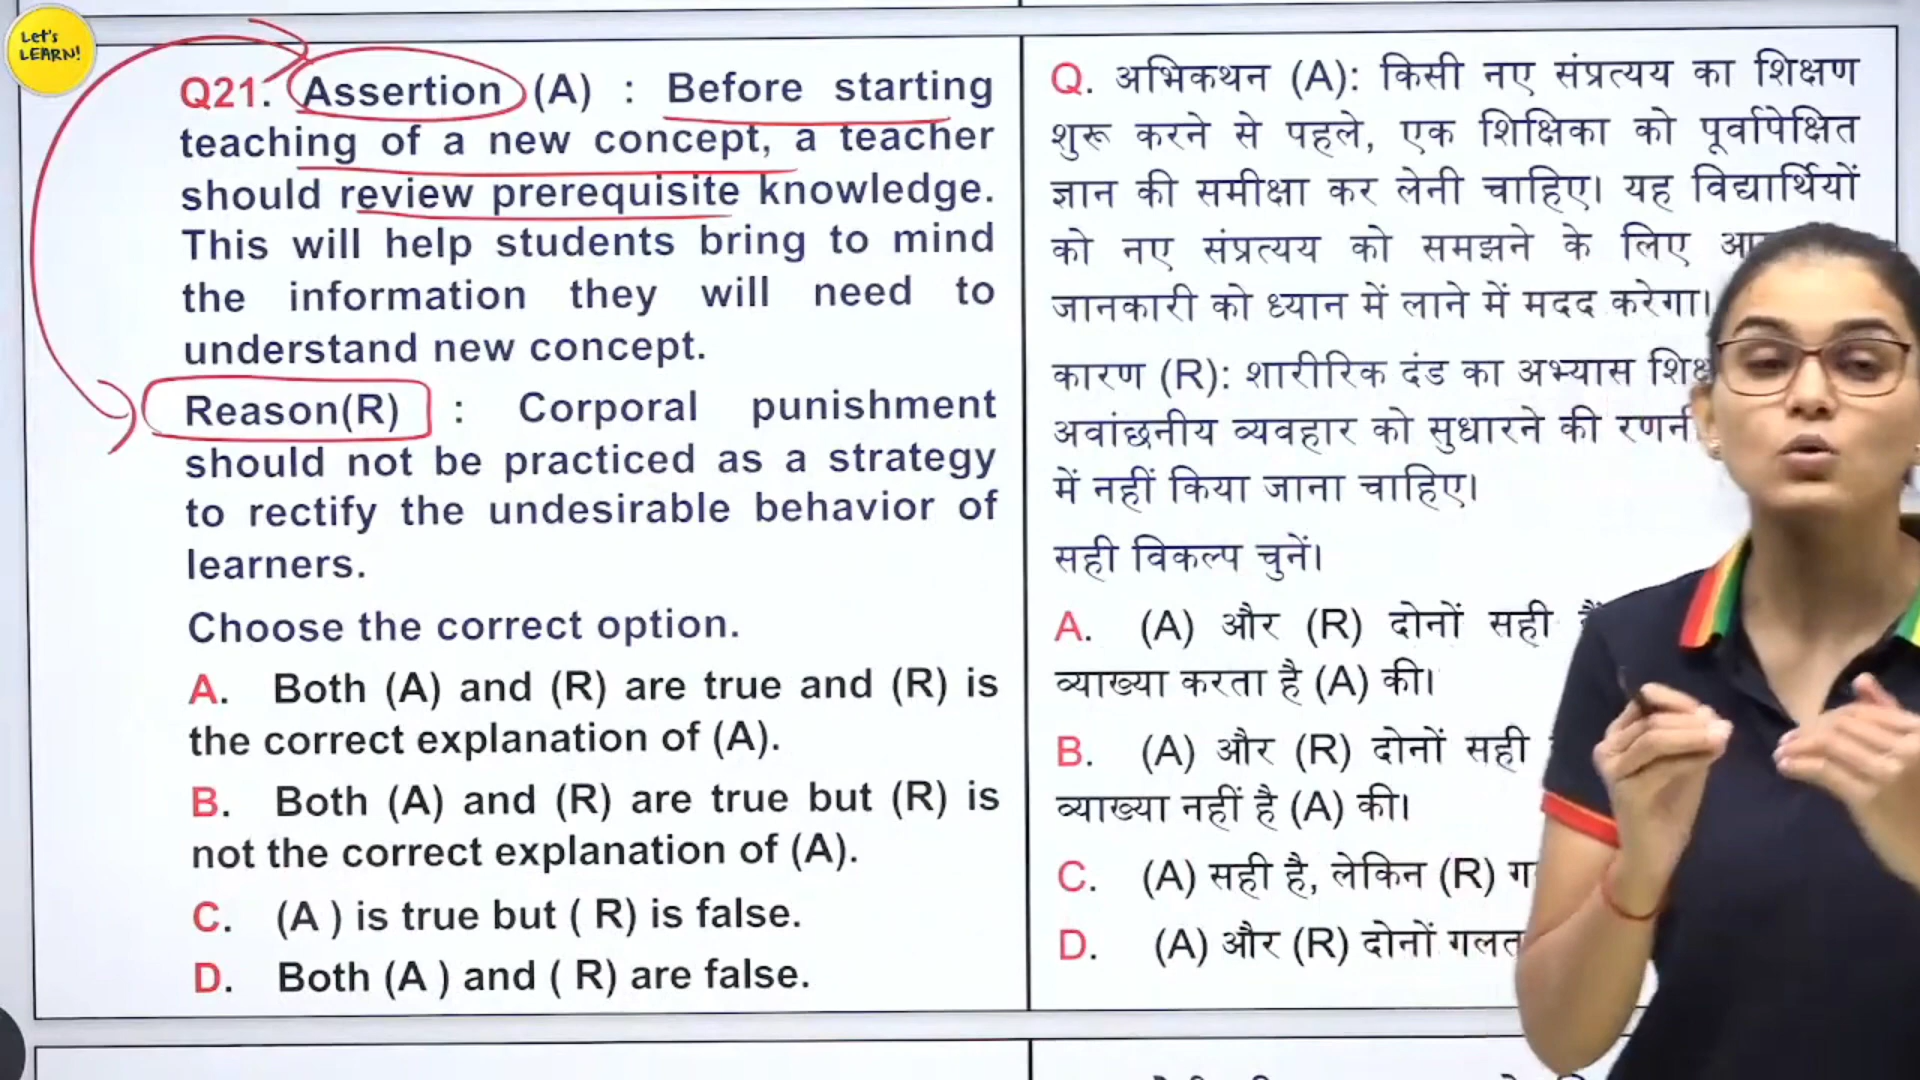 Let's
LEARN!
Q21. Assertion (A) : Before starting
teaching of a new concept, a teacher
should review prerequisite knowledge.
This will help students bring to mind
the information they will need to
understand new concept.
Reason(R) : Corporal punishment
should not be practiced as a strategy
to rectify the undesirable behavior of
learners.
Choose the correct option.
A. Both (A) and (R) are true and (R) is
the correct explanation of (A).
B. Both (A) and (R) are true but (R) is
not the correct explanation of (A).
C. (A ) is true but ( R) is false.
D. Both (A ) and ( R) are false.
Q. अभिकथन (A): किसी नए संप्रत्यय का शिक्षण
शुरू करने से पहले, एक शिक्षिका को पूर्वापेक्षित
ज्ञान की समीक्षा कर लेनी चाहिए। यह विद्यार्थियों
को नए संप्रत्यय को समझने के लिए
जानकारी को ध्यान में लाने में मदद करेगा।
कारण (R): शारीरिक दंड का अभ्यास
अवांछनीय व्यवहार को सुधारने की
में नहीं किया जाना चाहिए।
सही विकल्प चुनें।
A. (A) और (R) दोनों सही
व्याख्या करता है (A) की।
B. (A) और (R) दोनों सही
व्याख्या नहीं है (A) की।
C. (A) सही है, लेकिन (R)
D. (A) और (R) दोनों गलत